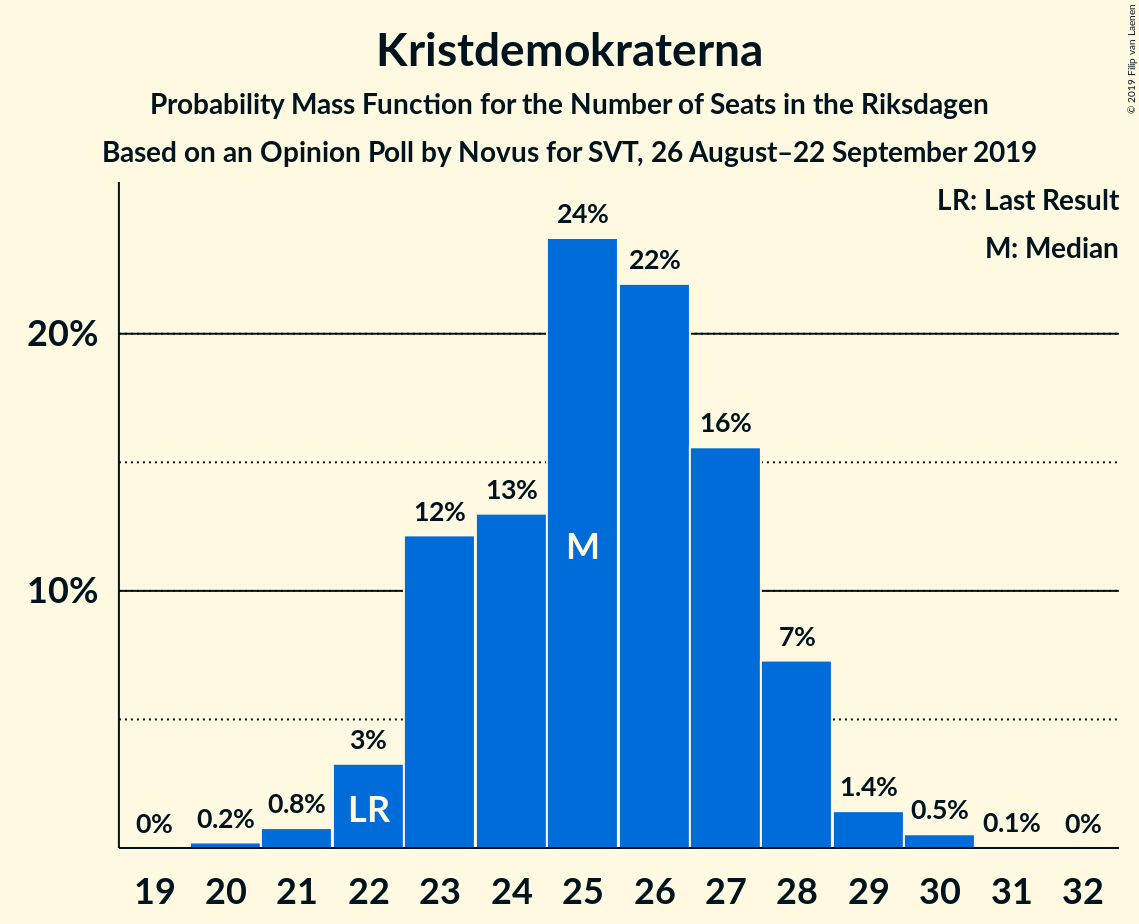 Kristdemokraterna
Probability Mass Function for the Number of Seats in the Riksdagen
Based on an Opinion Poll by Novus for SVT, 26 August–22 September 2019
© 2019 Filip van Laenen
LR: Last Result
M: Median
24%
22%
20%
16%
13%
12%
M
10%
7%
3%
1.4%
0.8%
0.5%
0.2%
0.1%
0%
0%
LR
19 20 21 22 23 24 25 26 27 28 29 30 31 32